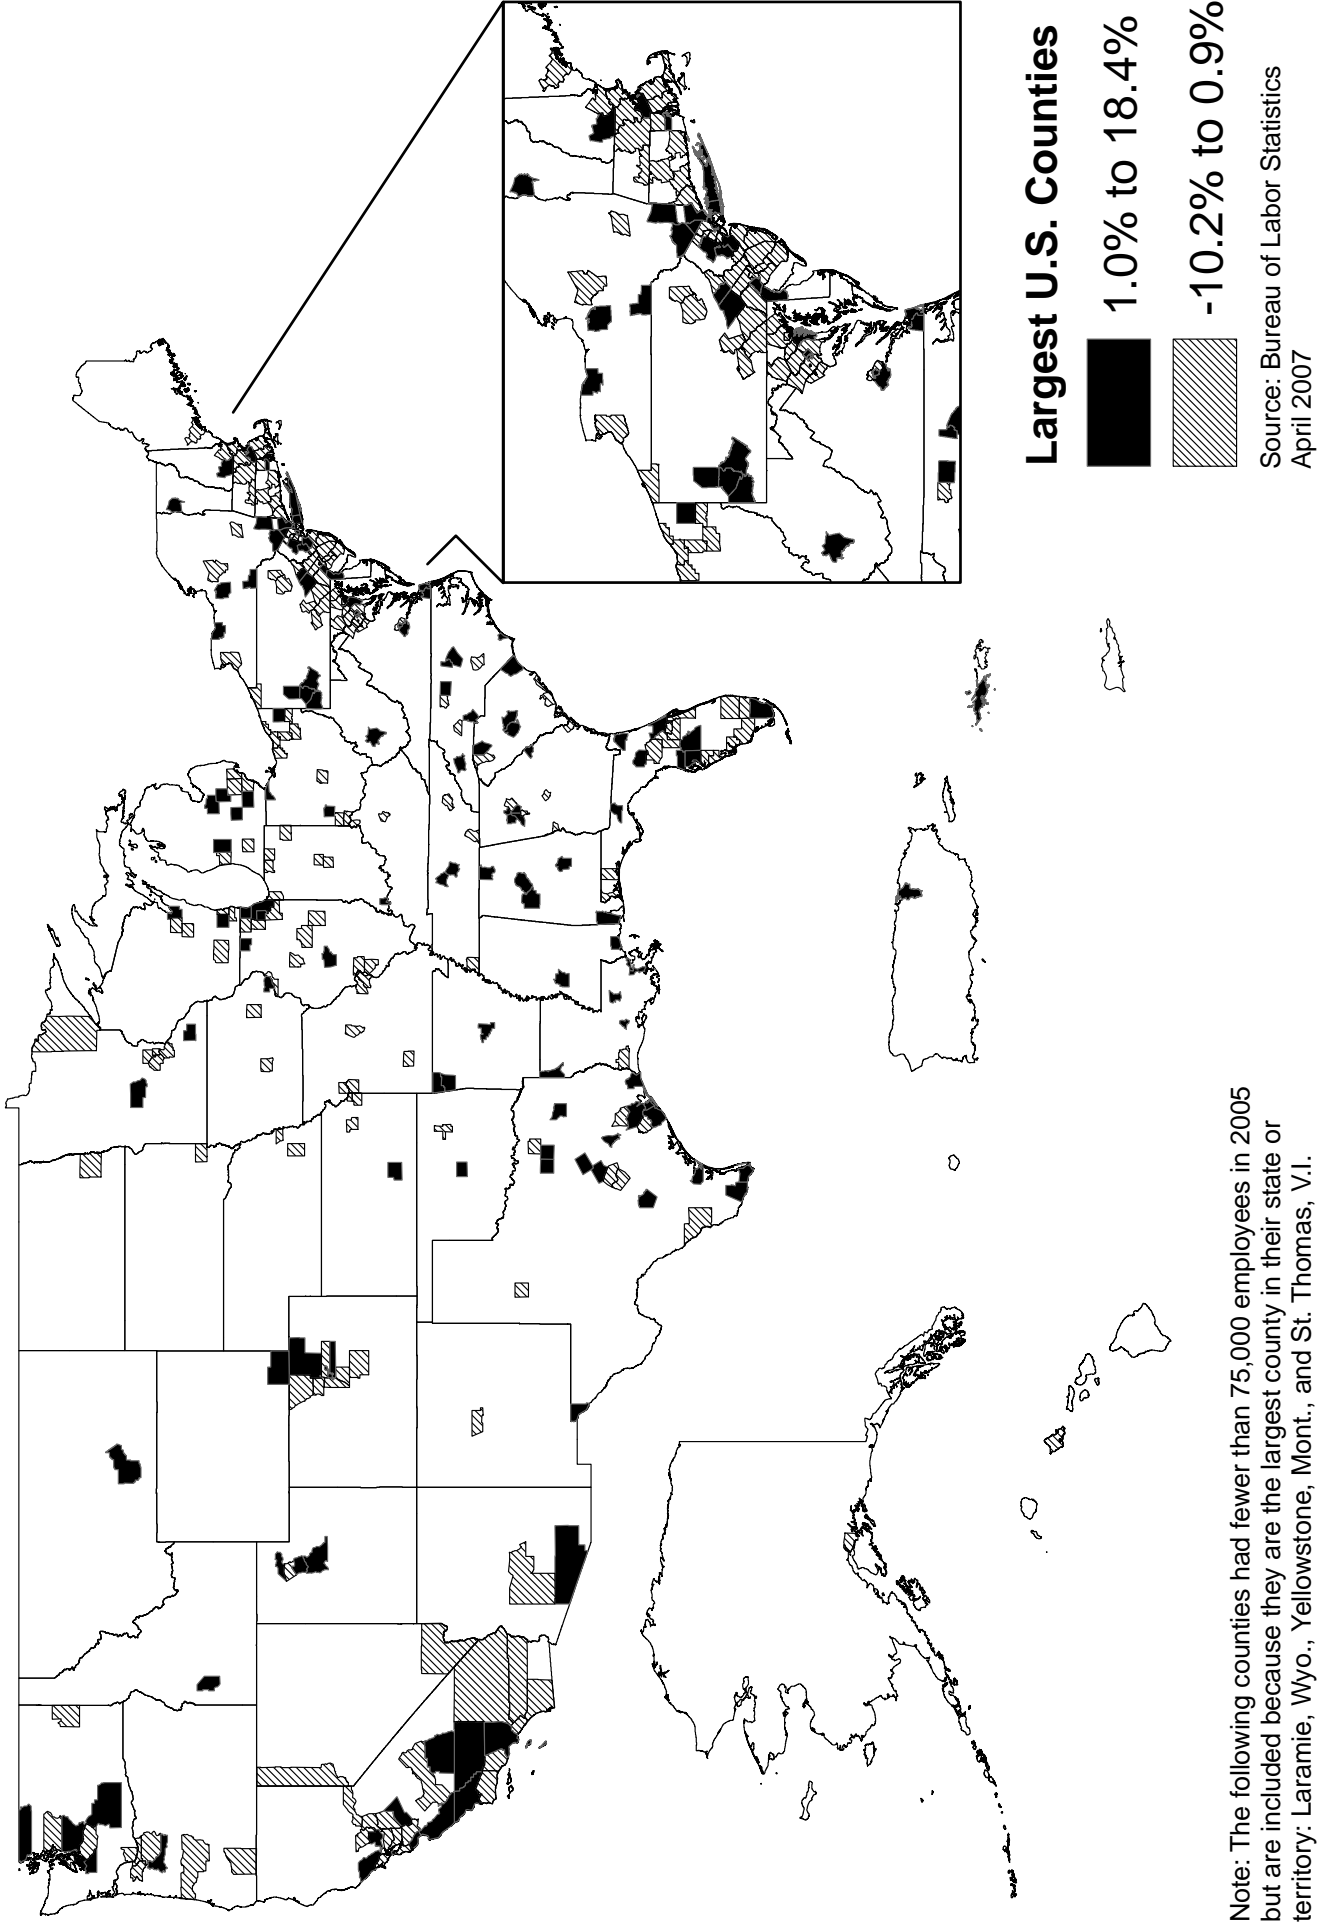 Largest U.S. Counties
1.0% to 18.4%
-10.2% to 0.9%
Source: Bureau of Labor Statistics
April 2007
Note: The following counties had fewer than 75,000 employees in 2005
but are included because they are the largest county in their state or
territory: Laramie, Wyo., Yellowstone, Mont., and St. Thomas, V.I.